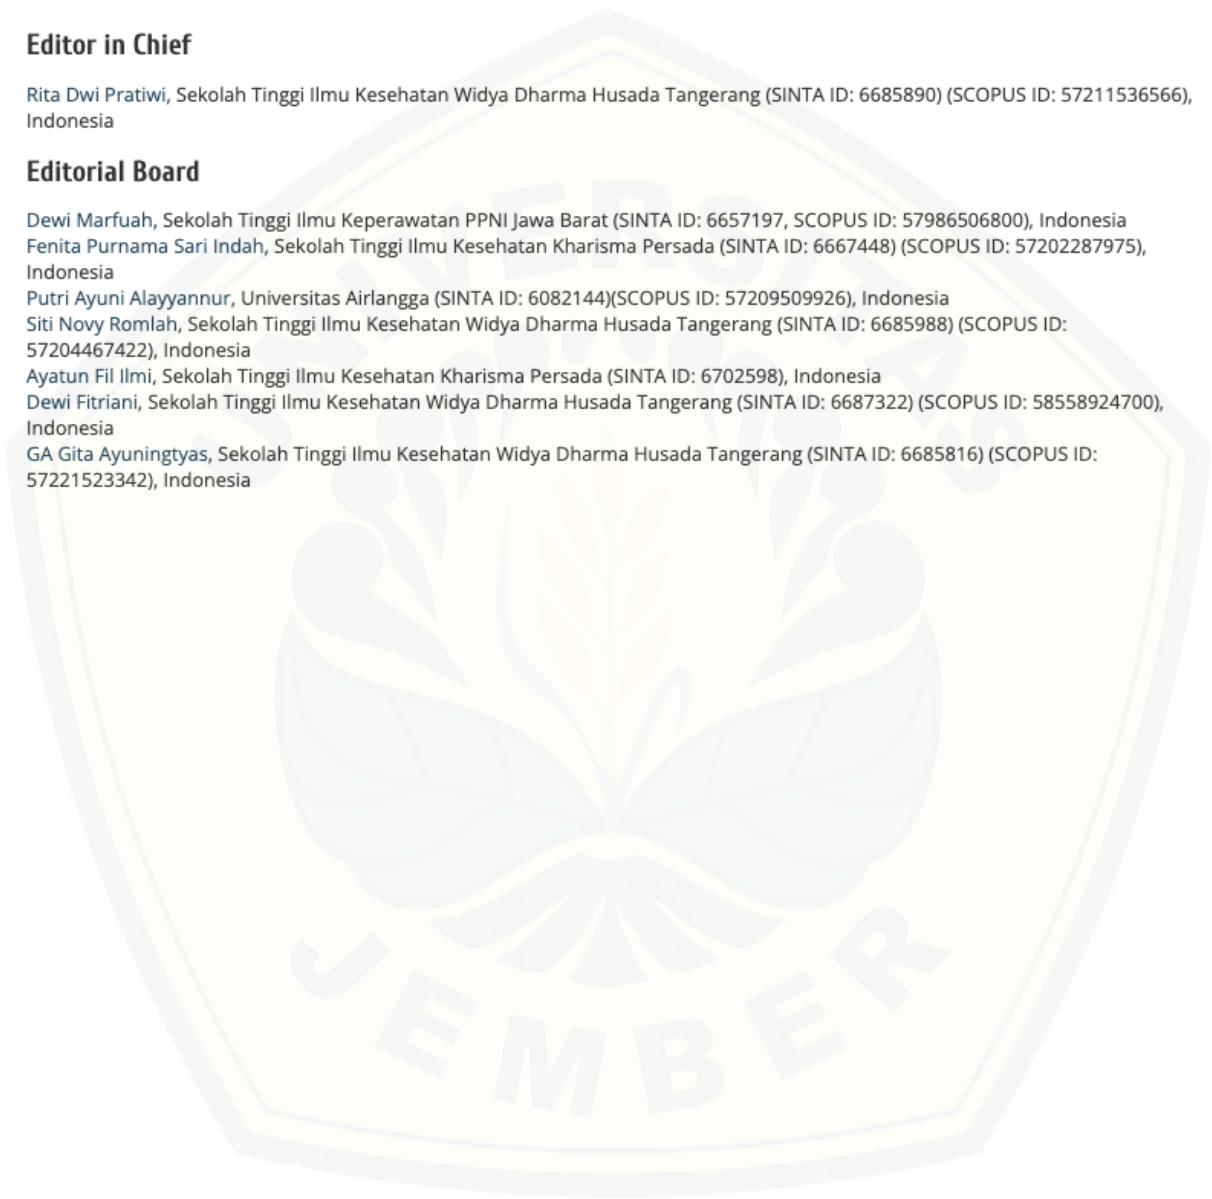 Editor in Chief
Rita Dwi Pratiwi, Sekolah Tinggi Ilmu Kesehatan Widya Dharma Husada Tangerang (SINTA ID: 6685890) (SCOPUS ID: 57211536566),
Indonesia
Editorial Board
Dewi Marfuah, Sekolah Tinggi Ilmu Keperawatan PPNI Jawa Barat (SINTA ID: 6657197, SCOPUS ID: 57986506800), Indonesia
Fenita Purnama Sari Indah, Sekolah Tinggi Ilmu Kesehatan Kharisma Persada (SINTA ID: 6667448) (SCOPUS ID: 57202287975),
Indonesia
Putri Ayuni Alayyannur, Universitas Airlangga (SINTA ID: 6082144)(SCOPUS ID: 57209509926), Indonesia
Siti Novy Romlah, Sekolah Tinggi Ilmu Kesehatan Widya Dharma Husada Tangerang (SINTA ID: 6685988) (SCOPUS ID:
57204467422), Indonesia
Ayatun Fil Ilmi, Sekolah Tinggi Ilmu Kesehatan Kharisma Persada (SINTA ID: 6702598), Indonesia
Dewi Fitriani, Sekolah Tinggi Ilmu Kesehatan Widya Dharma Husada Tangerang (SINTA ID: 6687322) (SCOPUS ID: 58558924700),
Indonesia
GA Gita Ayuningtyas, Sekolah Tinggi Ilmu Kesehatan Widya Dharma Husada Tangerang (SINTA ID: 6685816) (SCOPUS ID:
57221523342), Indonesia
UNIVERSITAS
JEMBER